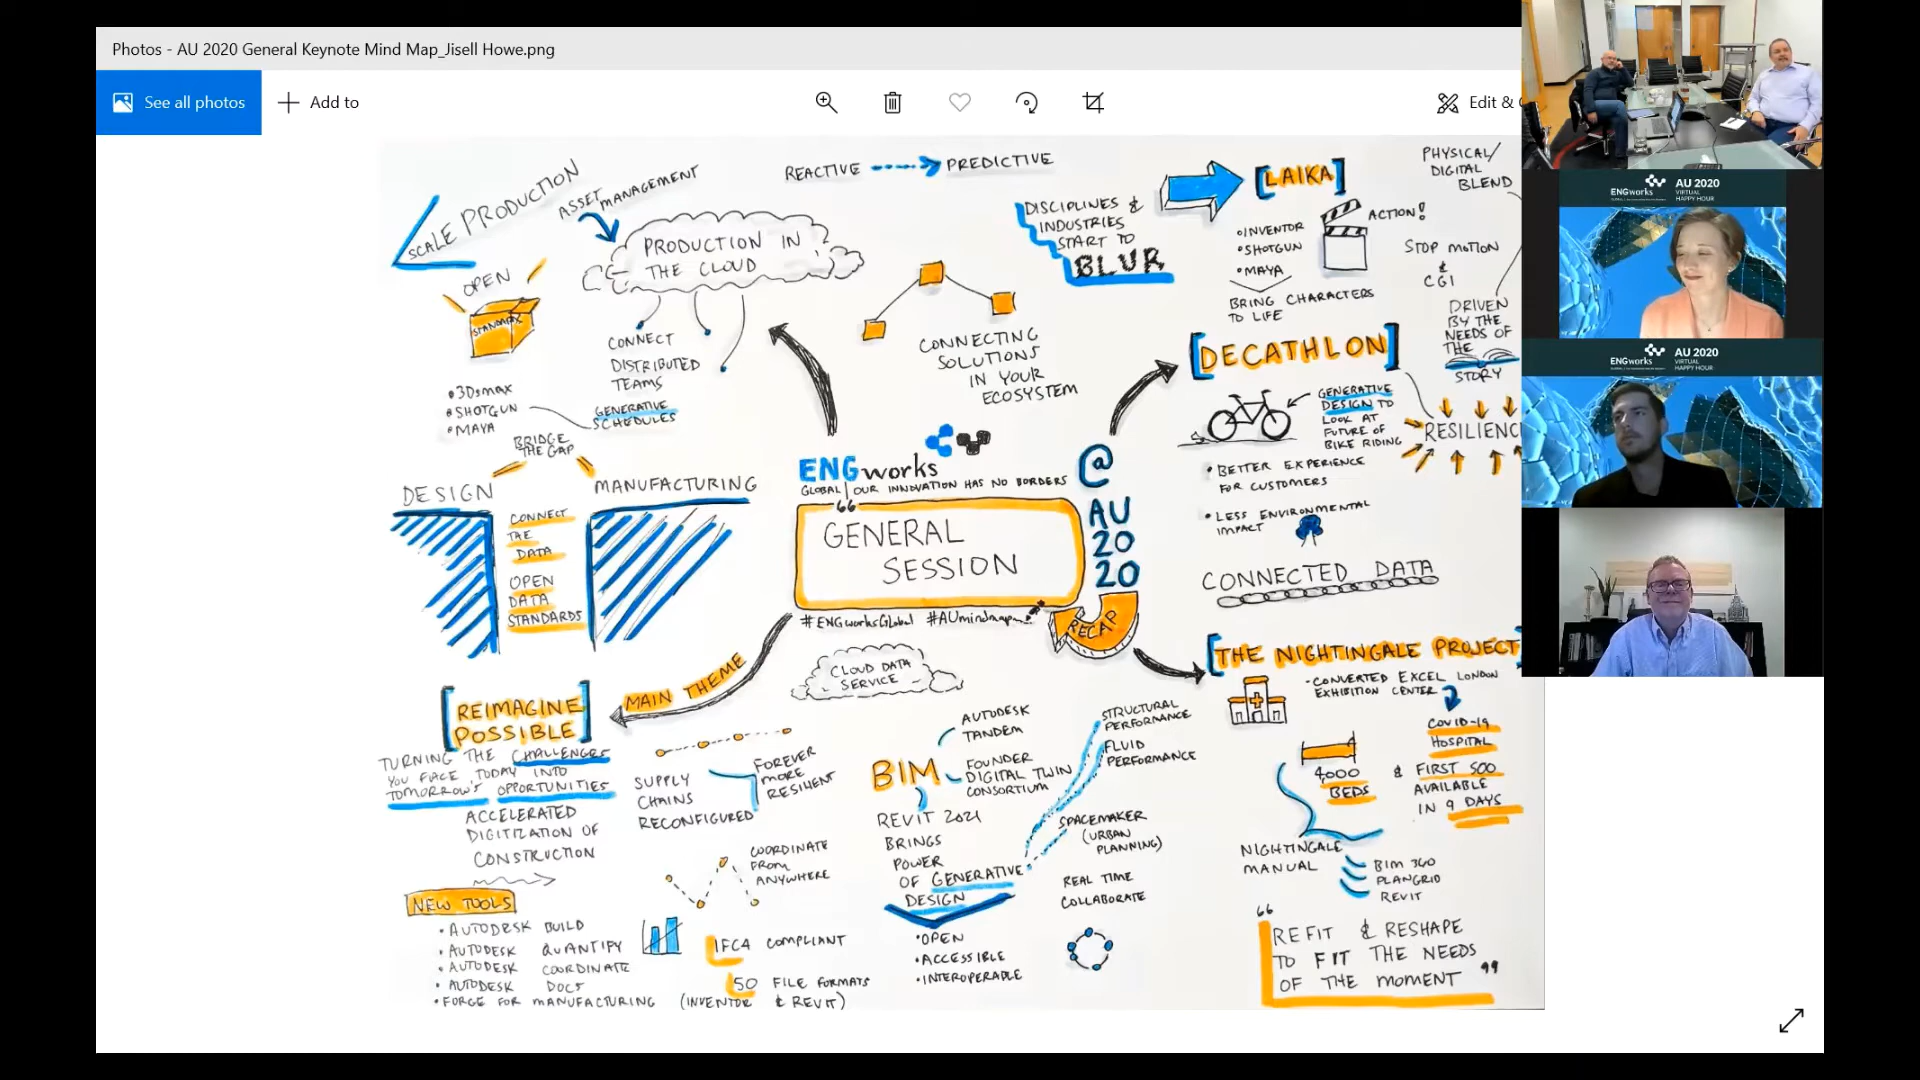 Photos - AU 2020 General Keynote Mind Map_Jisell Howe.png
See all photos
Add to
Edit &
SCALE PRODUCTION
ASSET MANAGEMENT
PRODUCTION IN
THE CLOUD
OPEN
STANDARDS
CONNECT
DISTRIBUTED
TEAMS
GENERATIVE
SCHEDULES
• 3DSMAX
• SHOTGUN
• MAYA
BRIDGE
THE GAP
DESIGN
MANUFACTURING
CONNECT
THE
DATA
OPEN
DATA
STANDARDS
REACTIVE
PREDICTIVE
CONNECTING
SOLUTIONS
IN YOUR
ECOSYSTEM
DISCIPLINES &
INDUSTRIES
START TO
BLUR
[LAIKA]
• INVENTOR
• SHOTGUN
• MAYA
BRING CHARACTERS
TO LIFE
ACTION!
PHYSICAL/
DIGITAL
BLEND
STOP MOTION
&
CGI
DRIVEN
BY THE
NEEDS OF
THE
STORY
[DECATHLON]
GENERATIVE
DESIGN TO
LOOK AT
FUTURE OF
BIKE RIDING
RESILIENC
• BETTER EXPERIENCE
FOR CUSTOMERS
• LESS ENVIRONMENTAL
IMPACT
CONNECTED DATA
ENGworks
GLOBAL | OUR INNOVATION HAS NO BORDERS
“
GENERAL
SESSION
@
AU
20
20
RECAP
#ENGworksGlobal #AUmindmap
CLOUD DATA
SERVICE
MAIN THEME
[REIMAGINE
POSSIBLE]
TURNING THE CHALLENGES
YOU FACE TODAY INTO
TOMORROW'S OPPORTUNITIES
ACCELERATED
DIGITIZATION OF
CONSTRUCTION
NEW TOOLS
• AUTODESK BUILD
• AUTODESK QUANTIFY
• AUTODESK COORDINATE
• AUTODESK DOCS
• FORGE FOR MANUFACTURING
SUPPLY
CHAINS
RECONFIGURED
FOREVER
MORE
RESILIENT
COORDINATE
FROM
ANYWHERE
IFC4 COMPLIANT
50 FILE FORMATS
(INVENTOR & REVIT)
BIM
AUTODESK
TANDEM
FOUNDER
DIGITAL TWIN
CONSORTIUM
REVIT 2021
BRINGS
POWER
OF GENERATIVE
DESIGN
• OPEN
• ACCESSIBLE
• INTEROPERABLE
STRUCTURAL
PERFORMANCE
FLUID
PERFORMANCE
SPACEMAKER
(URBAN
PLANNING)
REAL TIME
COLLABORATE
[THE NIGHTINGALE PROJECT]
• CONVERTED EXCEL LONDON
EXHIBITION CENTER
COVID-19
HOSPITAL
4,000
BEDS
& FIRST 500
AVAILABLE
IN 9 DAYS
NIGHTINGALE
MANUAL
BIM 360
PLANGRID
REVIT
“
REFIT & RESHAPE
TO FIT THE NEEDS
OF THE MOMENT ”
ENGworks
AU 2020
VIRTUAL
HAPPY HOUR
ENGworks
AU 2020
VIRTUAL
HAPPY HOUR